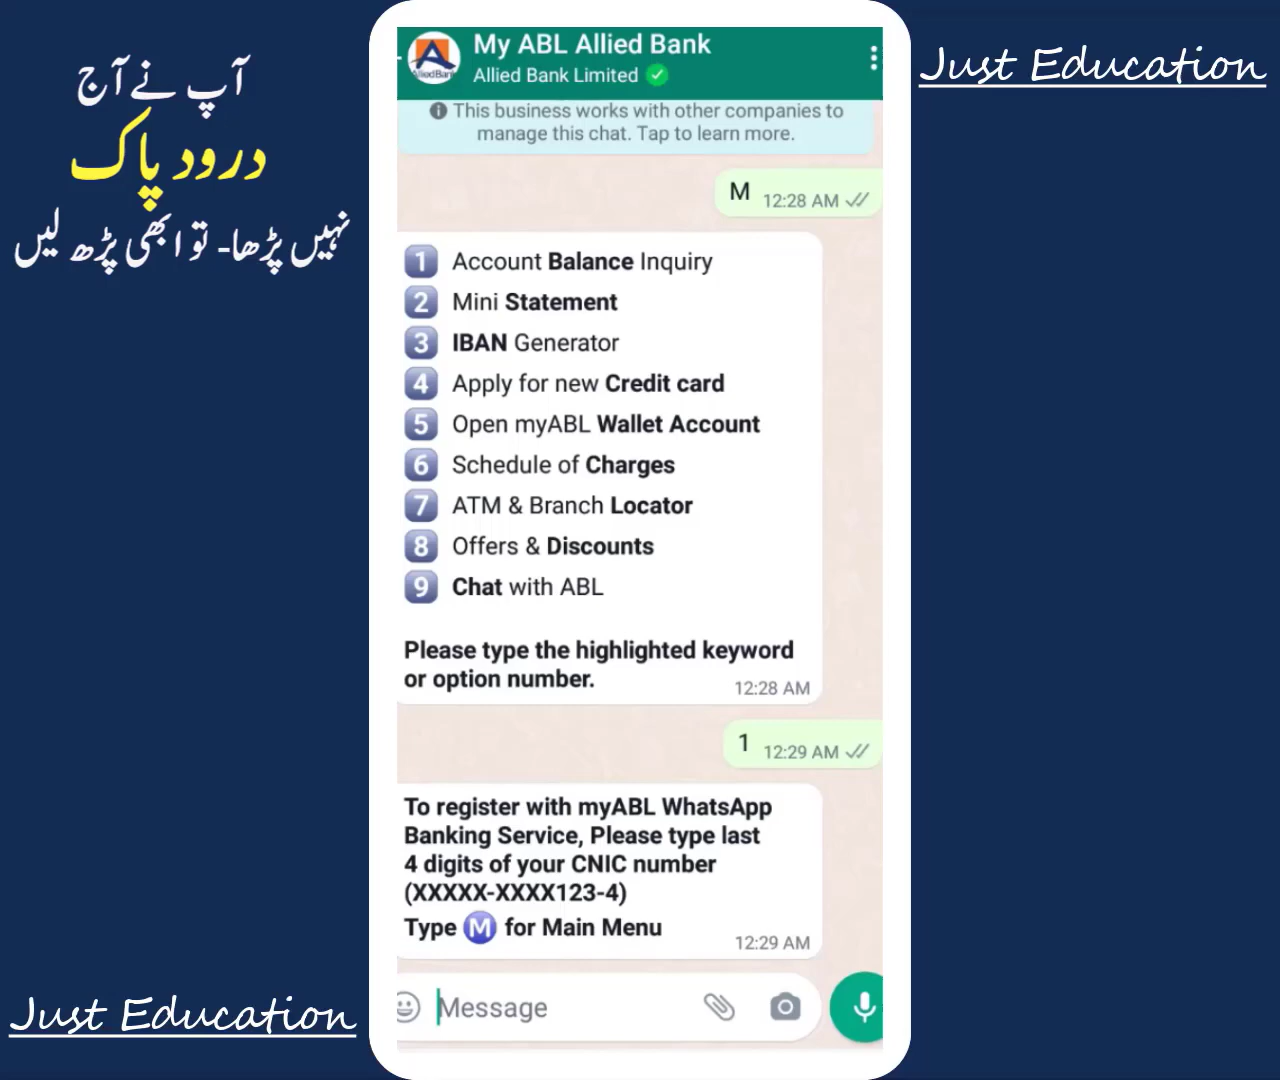 آپ نے آج
درود پاک
نہیں پڑھا- تو ابھی پڑھ لیں
Just Education
My ABL Allied Bank
Allied Bank Limited
Allied Bank
This business works with other companies to
manage this chat. Tap to learn more.
M 12:28 AM
1 Account Balance Inquiry
2 Mini Statement
3 IBAN Generator
4 Apply for new Credit card
5 Open myABL Wallet Account
6 Schedule of Charges
7 ATM & Branch Locator
8 Offers & Discounts
9 Chat with ABL
Please type the highlighted keyword
or option number.
12:28 AM
1 12:29 AM
To register with myABL WhatsApp
Banking Service, Please type last
4 digits of your CNIC number
(XXXXX-XXXX123-4)
Type M for Main Menu
12:29 AM
Message
Just Education